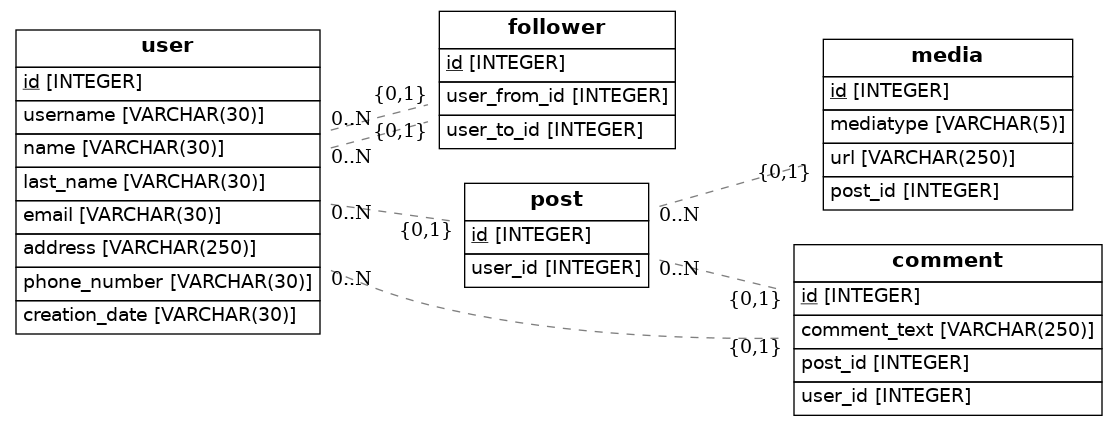 user
id [INTEGER]
username [VARCHAR(30)]
name [VARCHAR(30)]
last_name [VARCHAR(30)]
email [VARCHAR(30)]
address [VARCHAR(250)]
phone_number [VARCHAR(30)]
creation_date [VARCHAR(30)]
0..N
{0,1}
0..N
{0,1}
0..N
{0,1}
0..N
{0,1}
follower
id [INTEGER]
user_from_id [INTEGER]
user_to_id [INTEGER]
post
id [INTEGER]
user_id [INTEGER]
0..N
{0,1}
0..N
{0,1}
media
id [INTEGER]
mediatype [VARCHAR(5)]
url [VARCHAR(250)]
post_id [INTEGER]
comment
id [INTEGER]
comment_text [VARCHAR(250)]
post_id [INTEGER]
user_id [INTEGER]